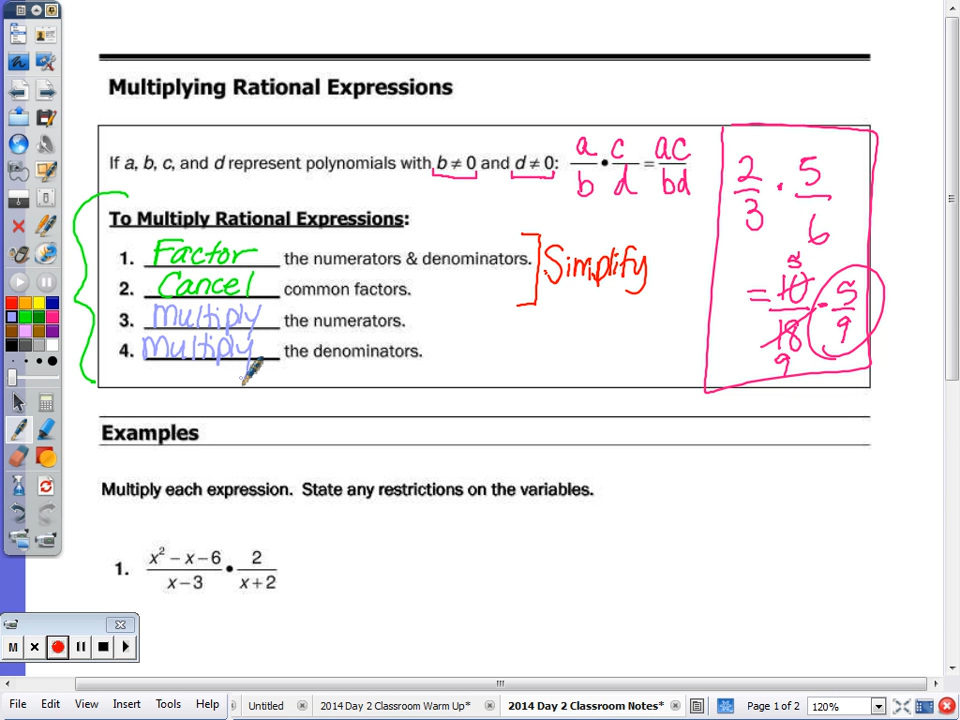 Multiplying Rational Expressions
If a, b, c, and d represent polynomials with b ≠ 0 and d ≠ 0: a/b • c/d = ac/bd
To Multiply Rational Expressions:
1. Factor the numerators & denominators.
2. Cancel common factors.
] Simplify
3. Multiply the numerators.
4. Multiply the denominators.
2/3 · 5/6
= 10/18 = 5/9
5
9
Examples
Multiply each expression. State any restrictions on the variables.
1. x² – x – 6 / x – 3 • 2 / x + 2
M
File Edit View Insert Tools Help
Untitled 2014 Day 2 Classroom Warm Up* 2014 Day 2 Classroom Notes* Page 1 of 2 120%